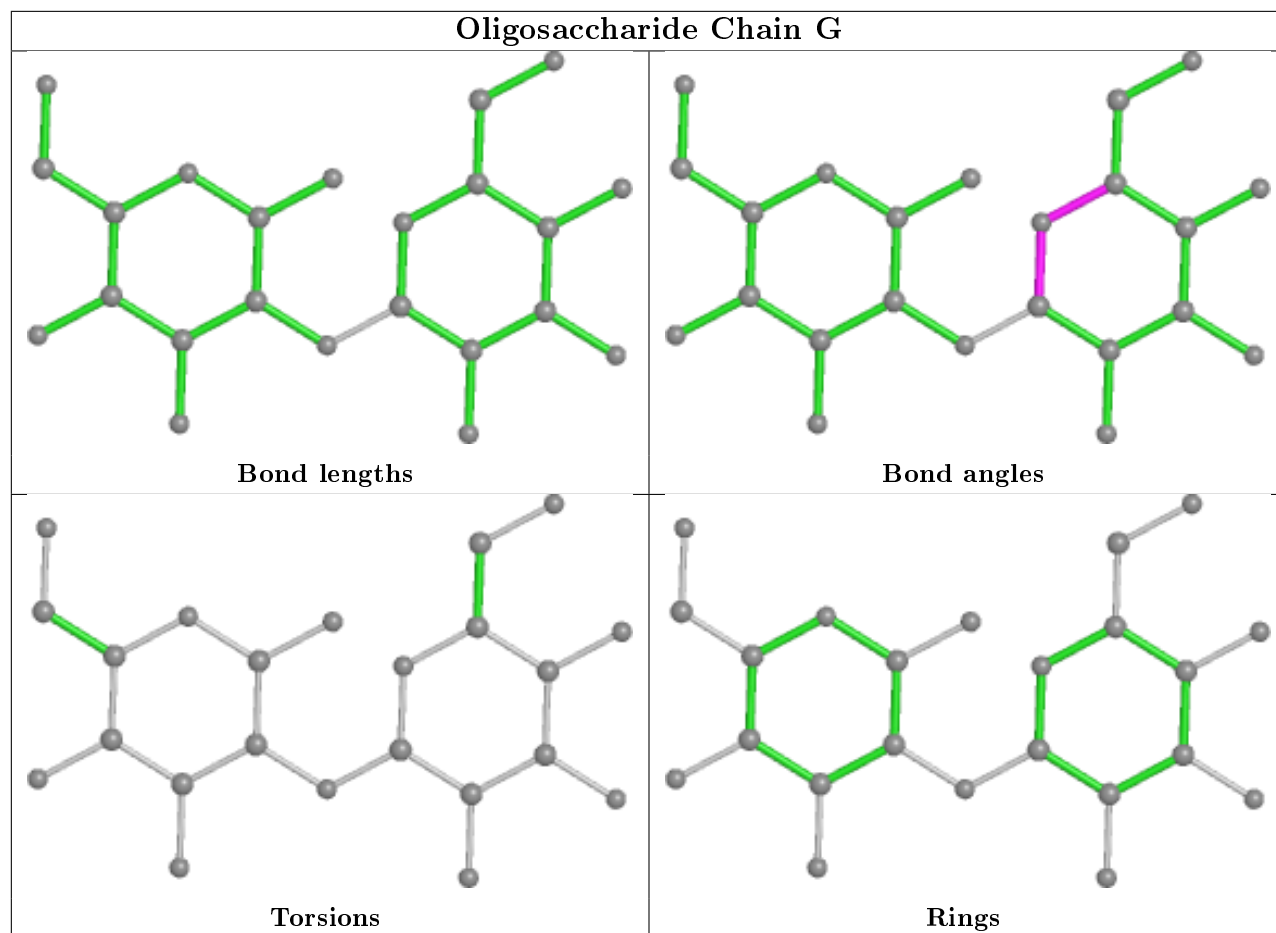 Oligosaccharide Chain G
Bond lengths
Bond angles
Torsions
Rings